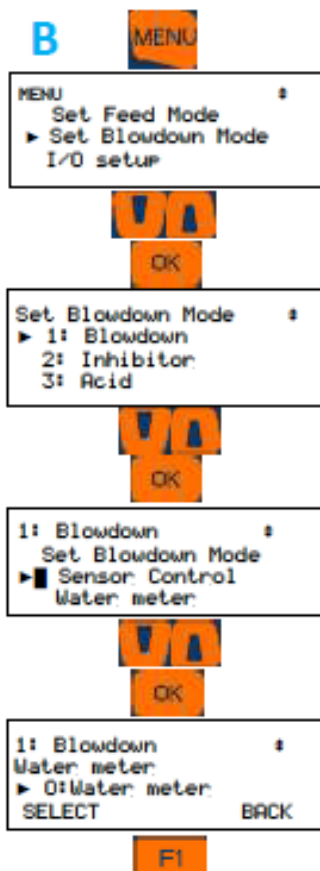 B
MENU
MENU ⇕
Set Feed Mode
► Set Blowdown Mode
I/O setup
OK
Set Blowdown Mode ⇕
► 1: Blowdown
2: Inhibitor
3: Acid
OK
1: Blowdown ⇕
Set Blowdown Mode
►█ Sensor Control
Water meter
OK
1: Blowdown ⇕
Water meter
► O:Water meter
SELECT BACK
F1